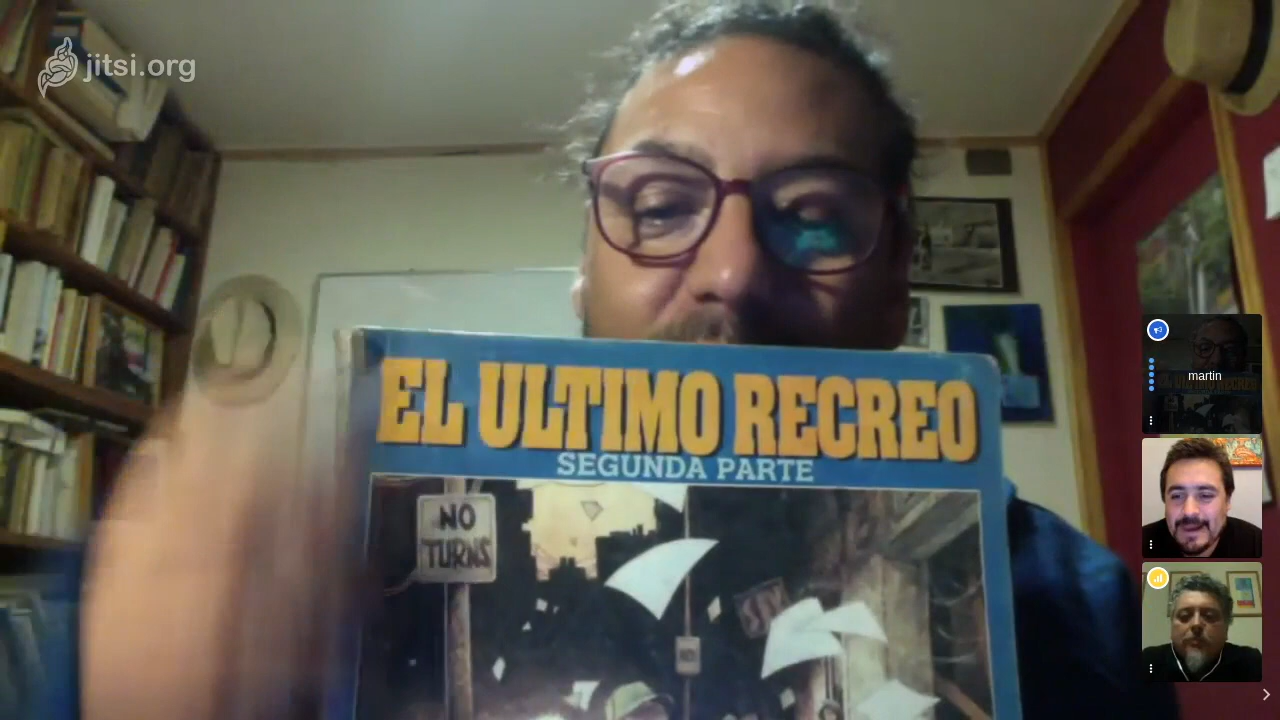 jitsi.org
EL ULTIMO RECREO
SEGUNDA PARTE
NO
TURNS
martin